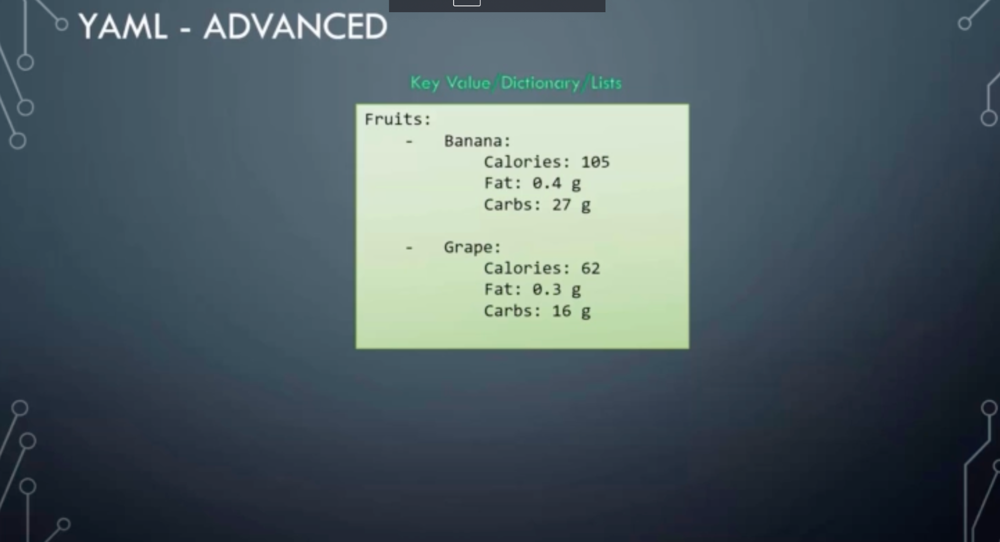 YAML - ADVANCED
Key Value/Dictionary/Lists
Fruits:
- Banana:
Calories: 105
Fat: 0.4 g
Carbs: 27 g
- Grape:
Calories: 62
Fat: 0.3 g
Carbs: 16 g